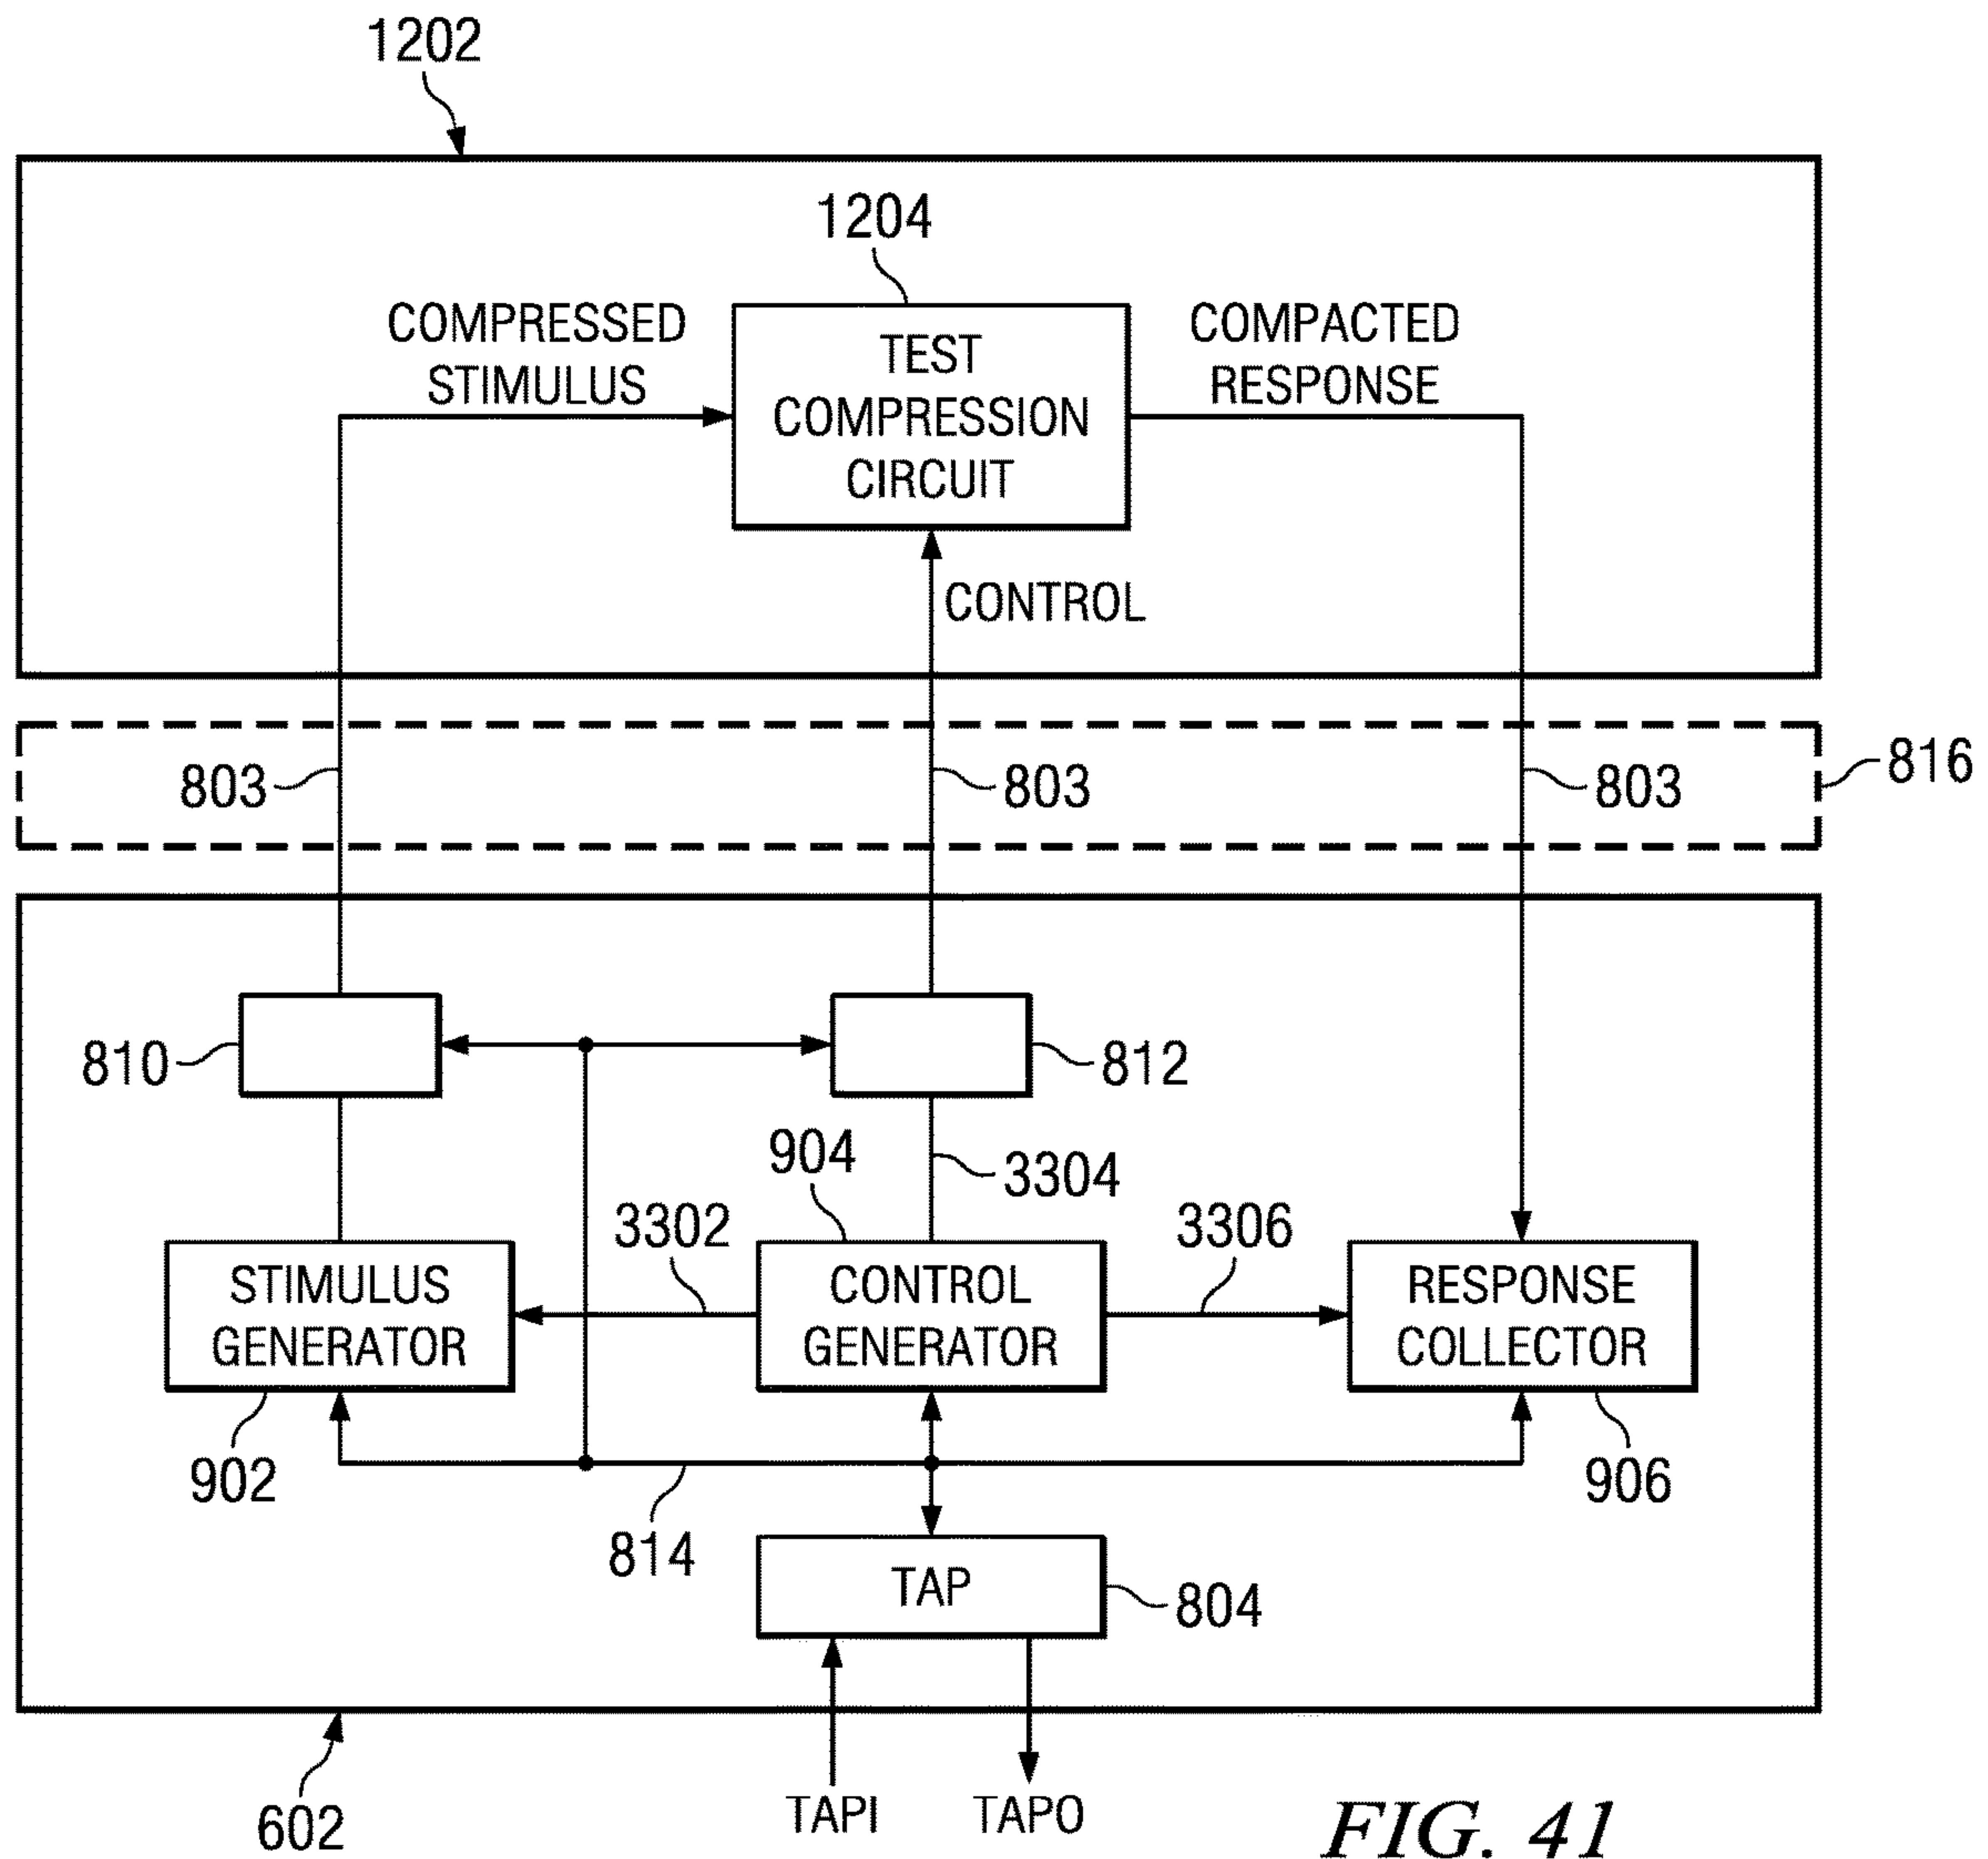 1202
1204
COMPRESSED
STIMULUS
TEST
COMPRESSION
CIRCUIT
COMPACTED
RESPONSE
CONTROL
803
803
803
816
810
812
904
3304
3302
3306
STIMULUS
GENERATOR
CONTROL
GENERATOR
RESPONSE
COLLECTOR
902
906
814
TAP
804
602
TAPI
TAPO
FIG. 41